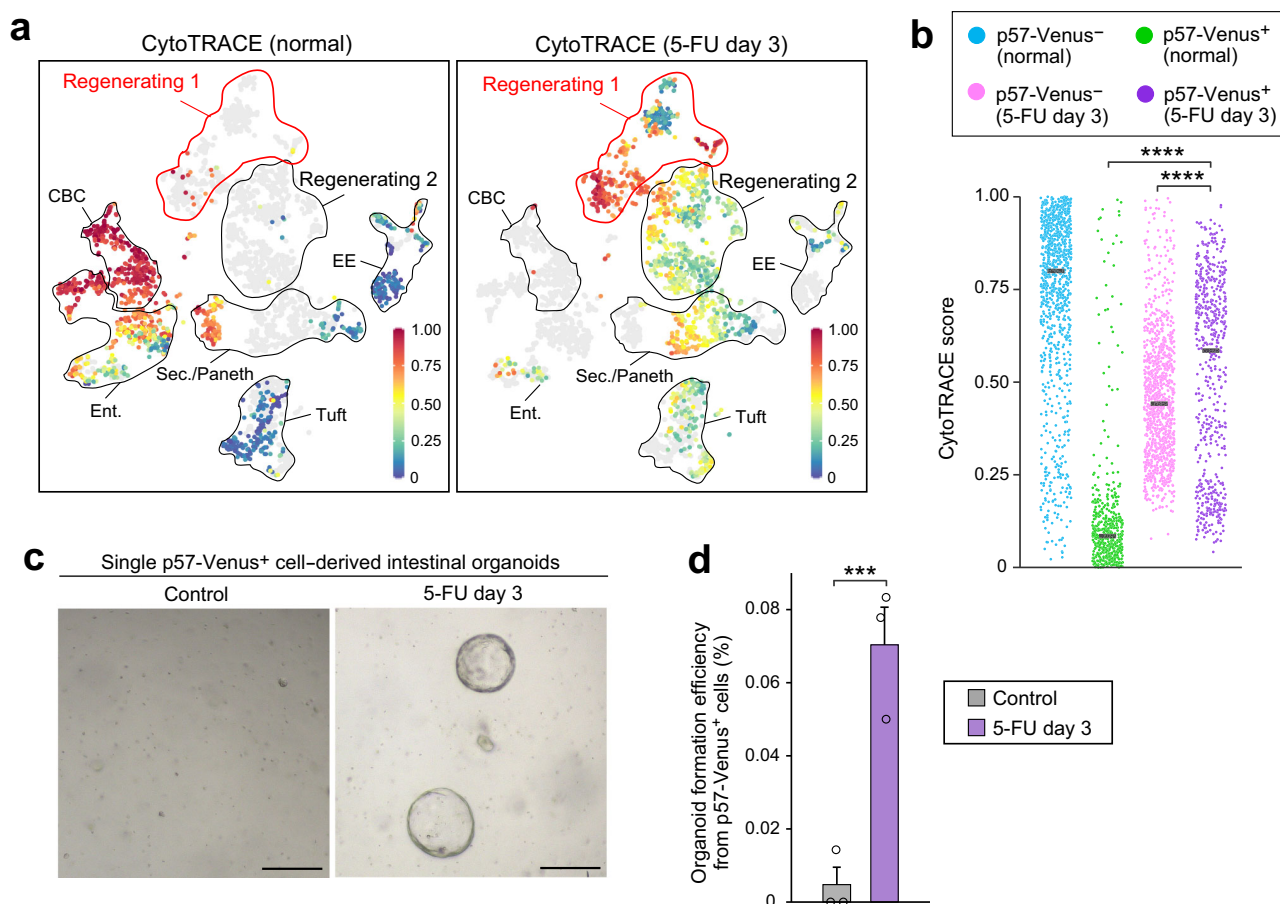 a
CytoTRACE (normal)
Regenerating 1
CBC
Regenerating 2
EE
Sec./Paneth
Ent.
Tuft
1.00
0.75
0.50
0.25
0
CytoTRACE (5-FU day 3)
Regenerating 1
CBC
Regenerating 2
EE
Sec./Paneth
Ent.
Tuft
1.00
0.75
0.50
0.25
0
b
p57-Venus⁻
(normal)
p57-Venus⁺
(normal)
p57-Venus⁻
(5-FU day 3)
p57-Venus⁺
(5-FU day 3)
****
****
CytoTRACE score
1.00
0.75
0.50
0.25
0
c
Single p57-Venus⁺ cell–derived intestinal organoids
Control
5-FU day 3
d
***
Organoid formation efficiency
from p57-Venus⁺ cells (%)
0.08
0.06
0.04
0.02
0
Control
5-FU day 3